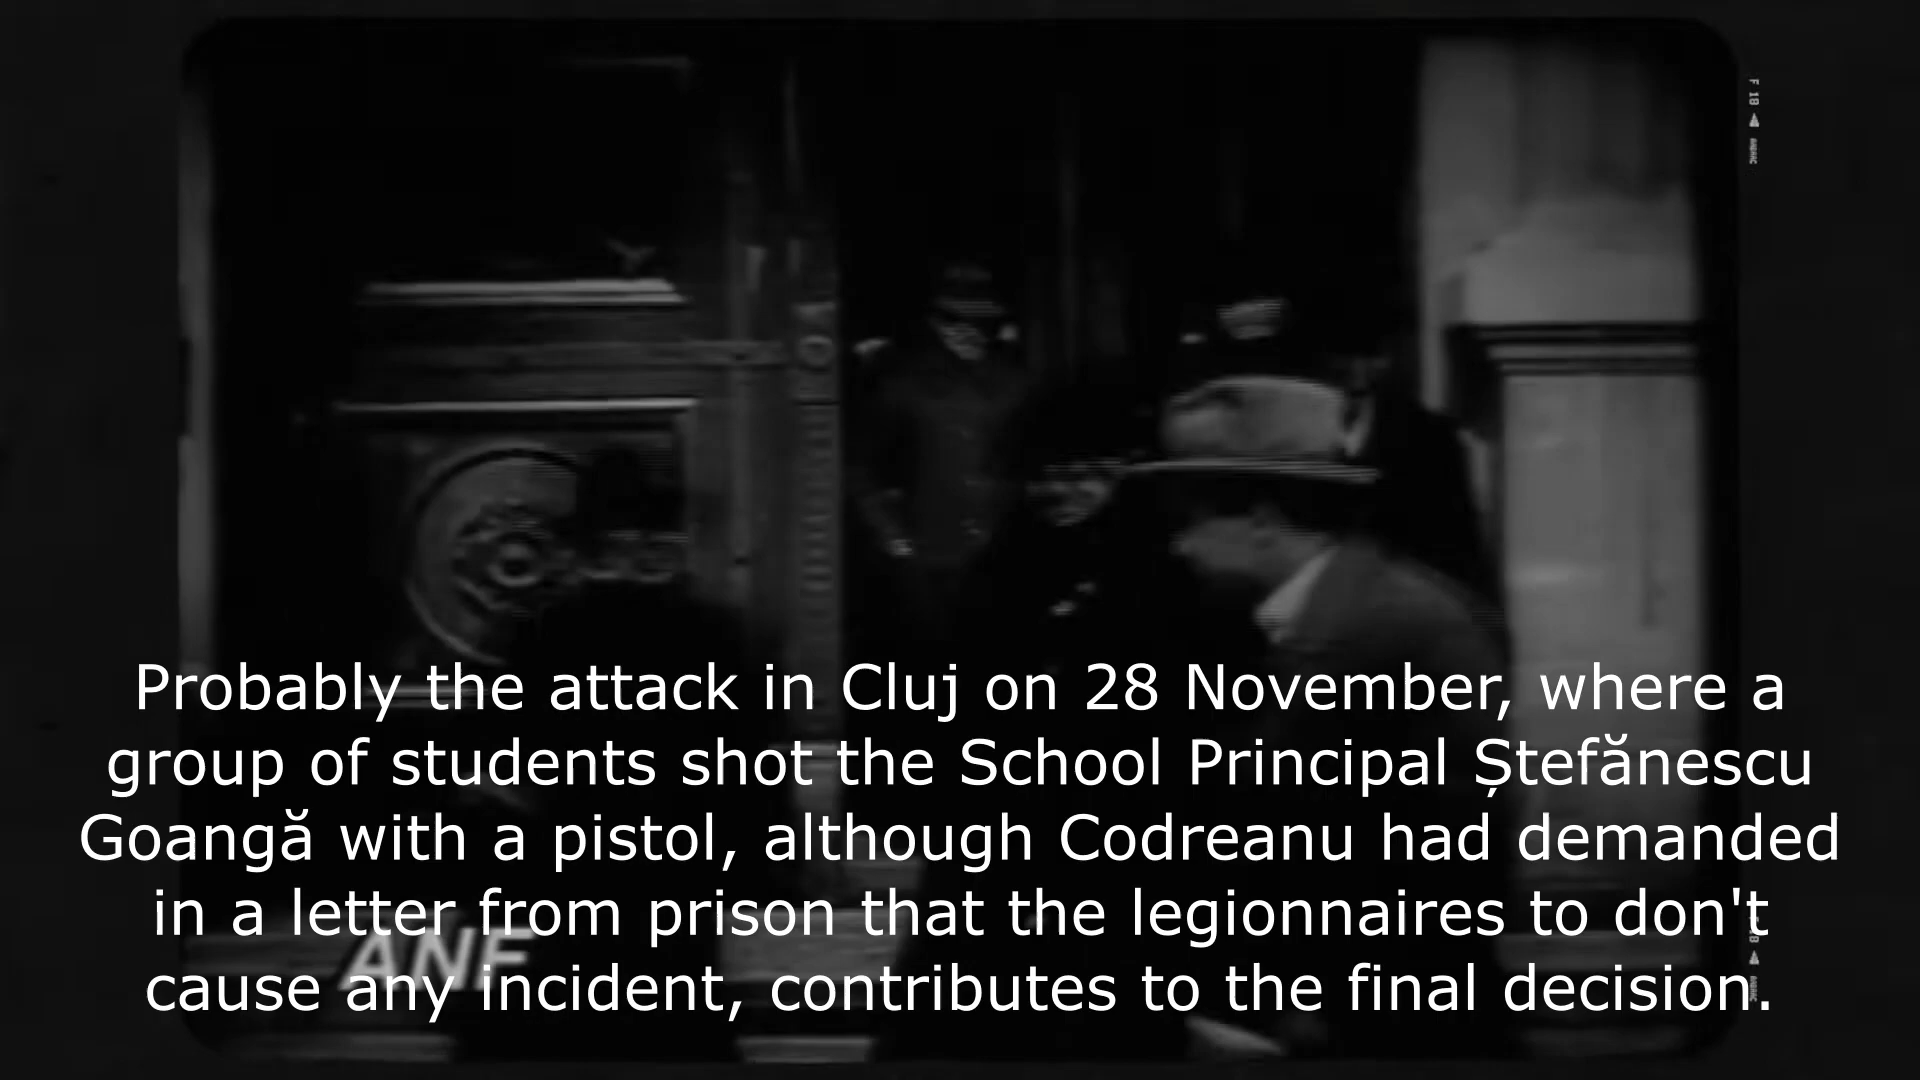 F 18
Probably the attack in Cluj on 28 November, where a
group of students shot the School Principal Ștefănescu
Goangă with a pistol, although Codreanu had demanded
in a letter from prison that the legionnaires to don't
ANF
cause any incident, contributes to the final decision.